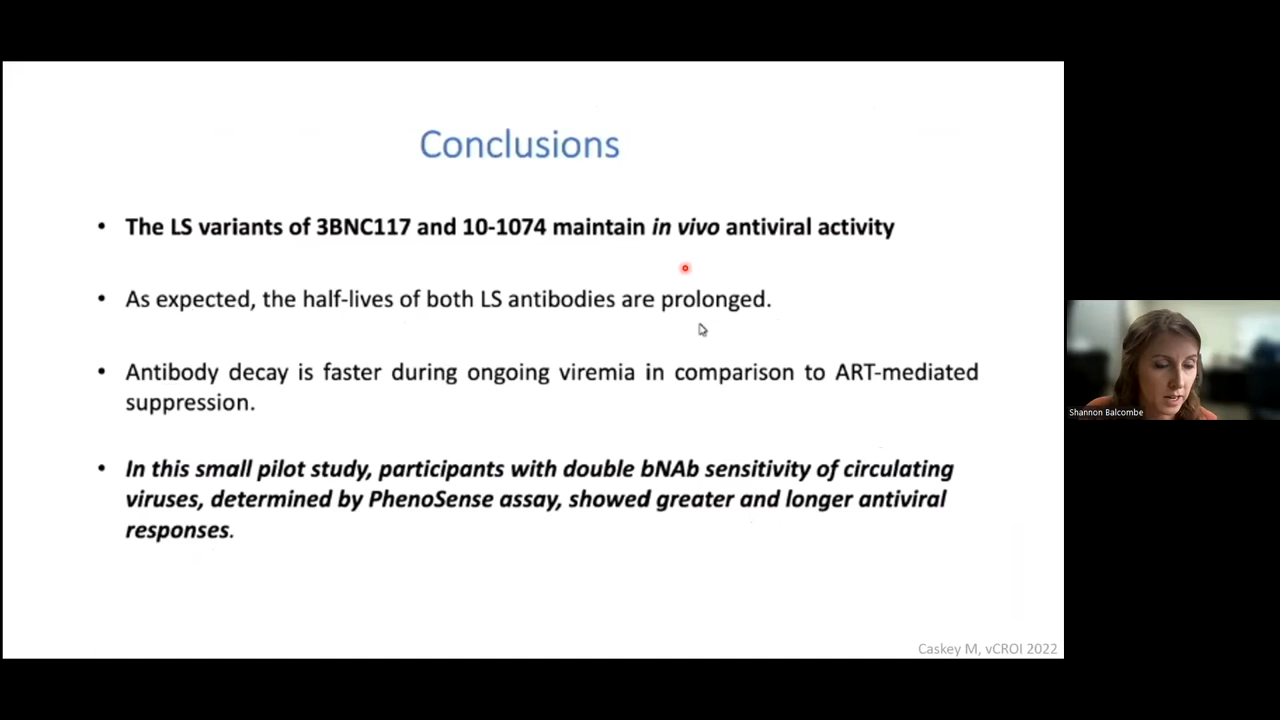 Conclusions
• The LS variants of 3BNC117 and 10-1074 maintain in vivo antiviral activity
• As expected, the half-lives of both LS antibodies are prolonged.
• Antibody decay is faster during ongoing viremia in comparison to ART-mediated
suppression.
• In this small pilot study, participants with double bNAb sensitivity of circulating
viruses, determined by PhenoSense assay, showed greater and longer antiviral
responses.
Caskey M, vCROI 2022
Shannon Balcombe